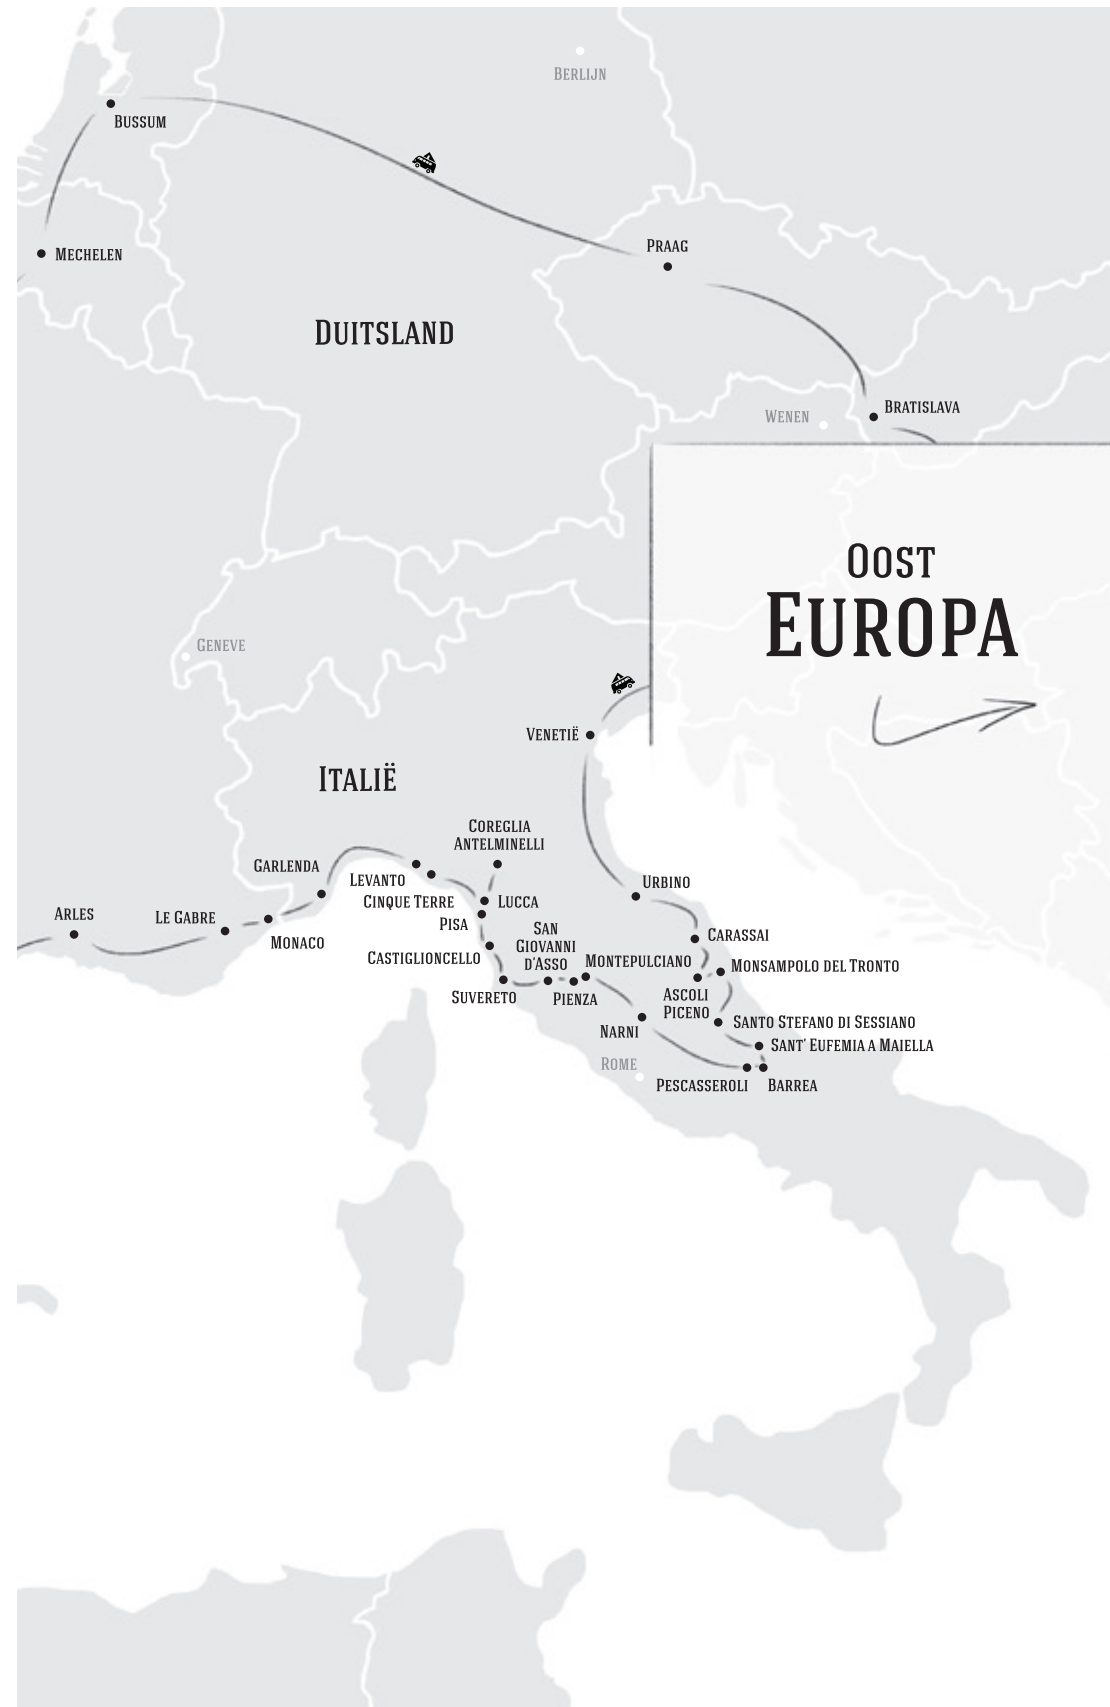 Berlijn
Bussum
Praag
Mechelen
Duitsland
Bratislava
Wenen
Oost
Europa
Geneve
Venetië
Italië
Coreglia
Antelminelli
Garlenda
Levanto
Urbino
Cinque Terre
Lucca
Arles
Le Gabre
Pisa
San
Giovanni
d'Asso
Monaco
Carassai
Castiglioncello
Montepulciano
Monsampolo del Tronto
Suvereto
Pienza
Ascoli
Piceno
Narni
Santo Stefano di Sessiano
Sant' Eufemia a Maiella
Rome
Pescasseroli
Barrea